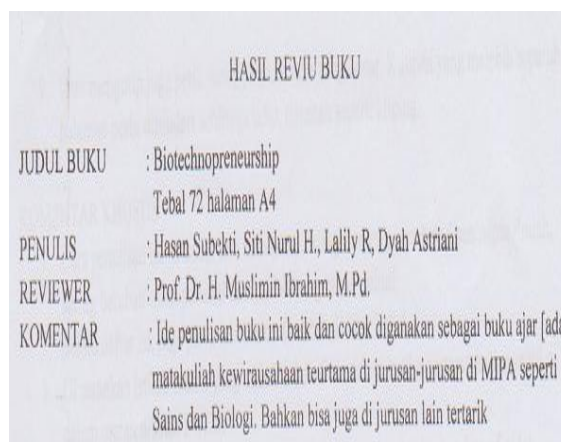 HASIL REVIU BUKU
JUDUL BUKU : Biotechnopreneurship
Tebal 72 halaman A4
PENULIS : Hasan Subekti, Siti Nurul H., Lalily R, Dyah Astriani
REVIEWER : Prof. Dr. H. Muslimin Ibrahim, M.Pd.
KOMENTAR : Ide penulisan buku ini baik dan cocok diganakan sebagai buku ajar [ada
matakuliah kewirausahaan teurtama di jurusan-jurusan di MIPA seperti
Sains dan Biologi. Bahkan bisa juga di jurusan lain tertarik